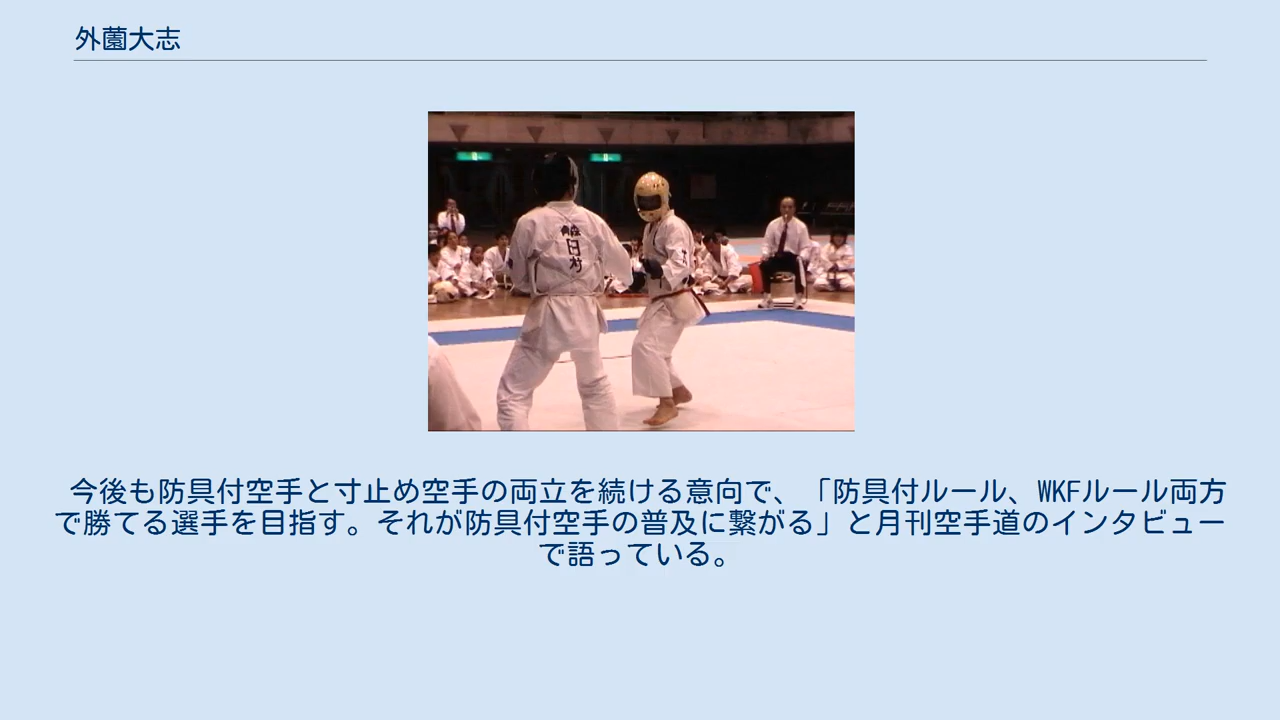 外薗大志
今後も防具付空手と寸止め空手の両立を続ける意向で、「防具付ルール、WKFルール両方
で勝てる選手を目指す。それが防具付空手の普及に繋がる」と月刊空手道のインタビュー
で語っている。